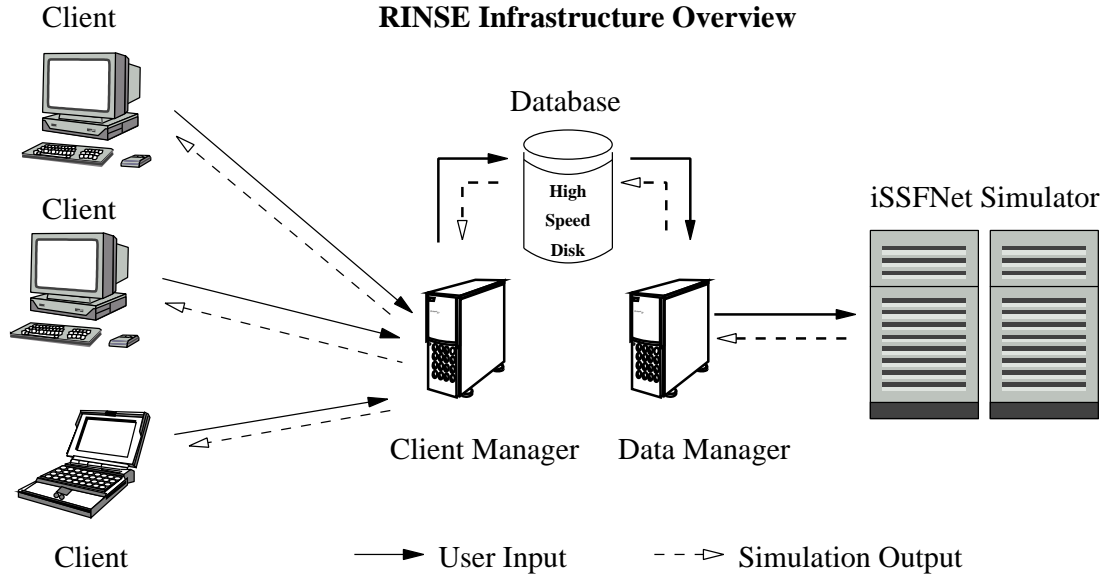 Client
RINSE Infrastructure Overview
Database
High
Speed
Disk
Client
iSSFNet Simulator
Client Manager
Data Manager
Client
User Input
Simulation Output